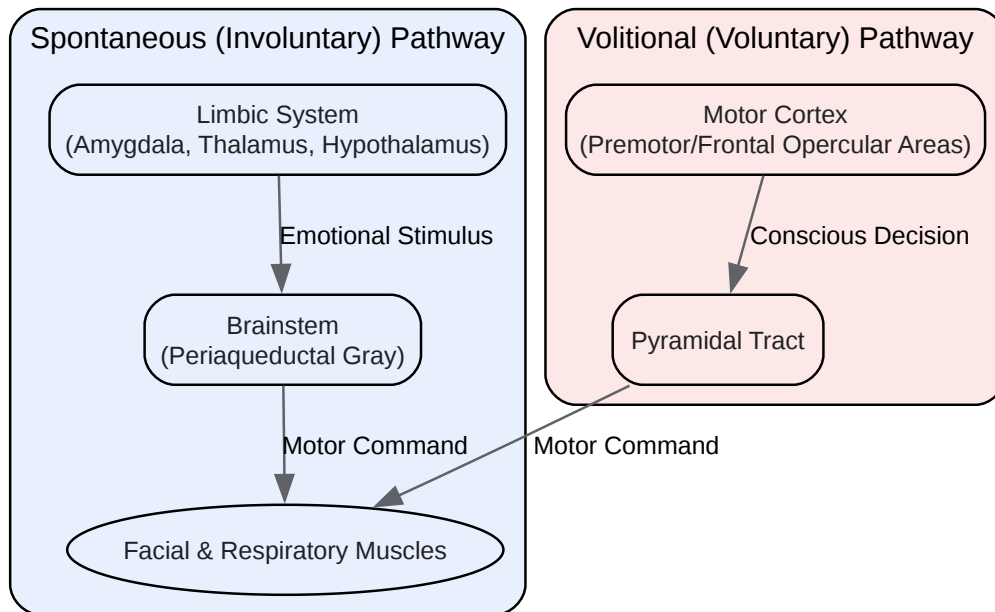 Spontaneous (Involuntary) Pathway
Volitional (Voluntary) Pathway
Limbic System
(Amygdala, Thalamus, Hypothalamus)
Motor Cortex
(Premotor/Frontal Opercular Areas)
Emotional Stimulus
Conscious Decision
Brainstem
(Periaqueductal Gray)
Pyramidal Tract
Motor Command
Motor Command
Facial & Respiratory Muscles